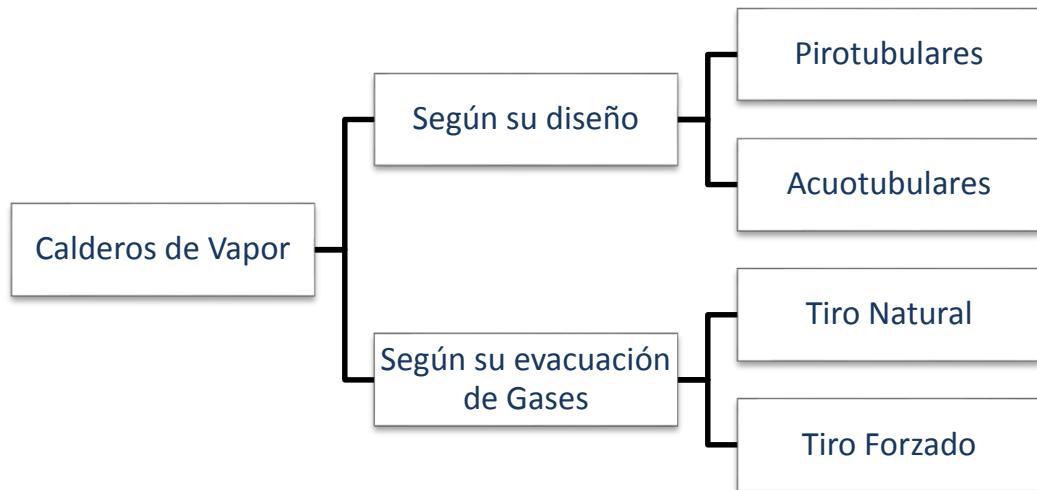 Calderos de Vapor
Según su diseño
Pirotubulares
Acuotubulares
Según su evacuación
de Gases
Tiro Natural
Tiro Forzado